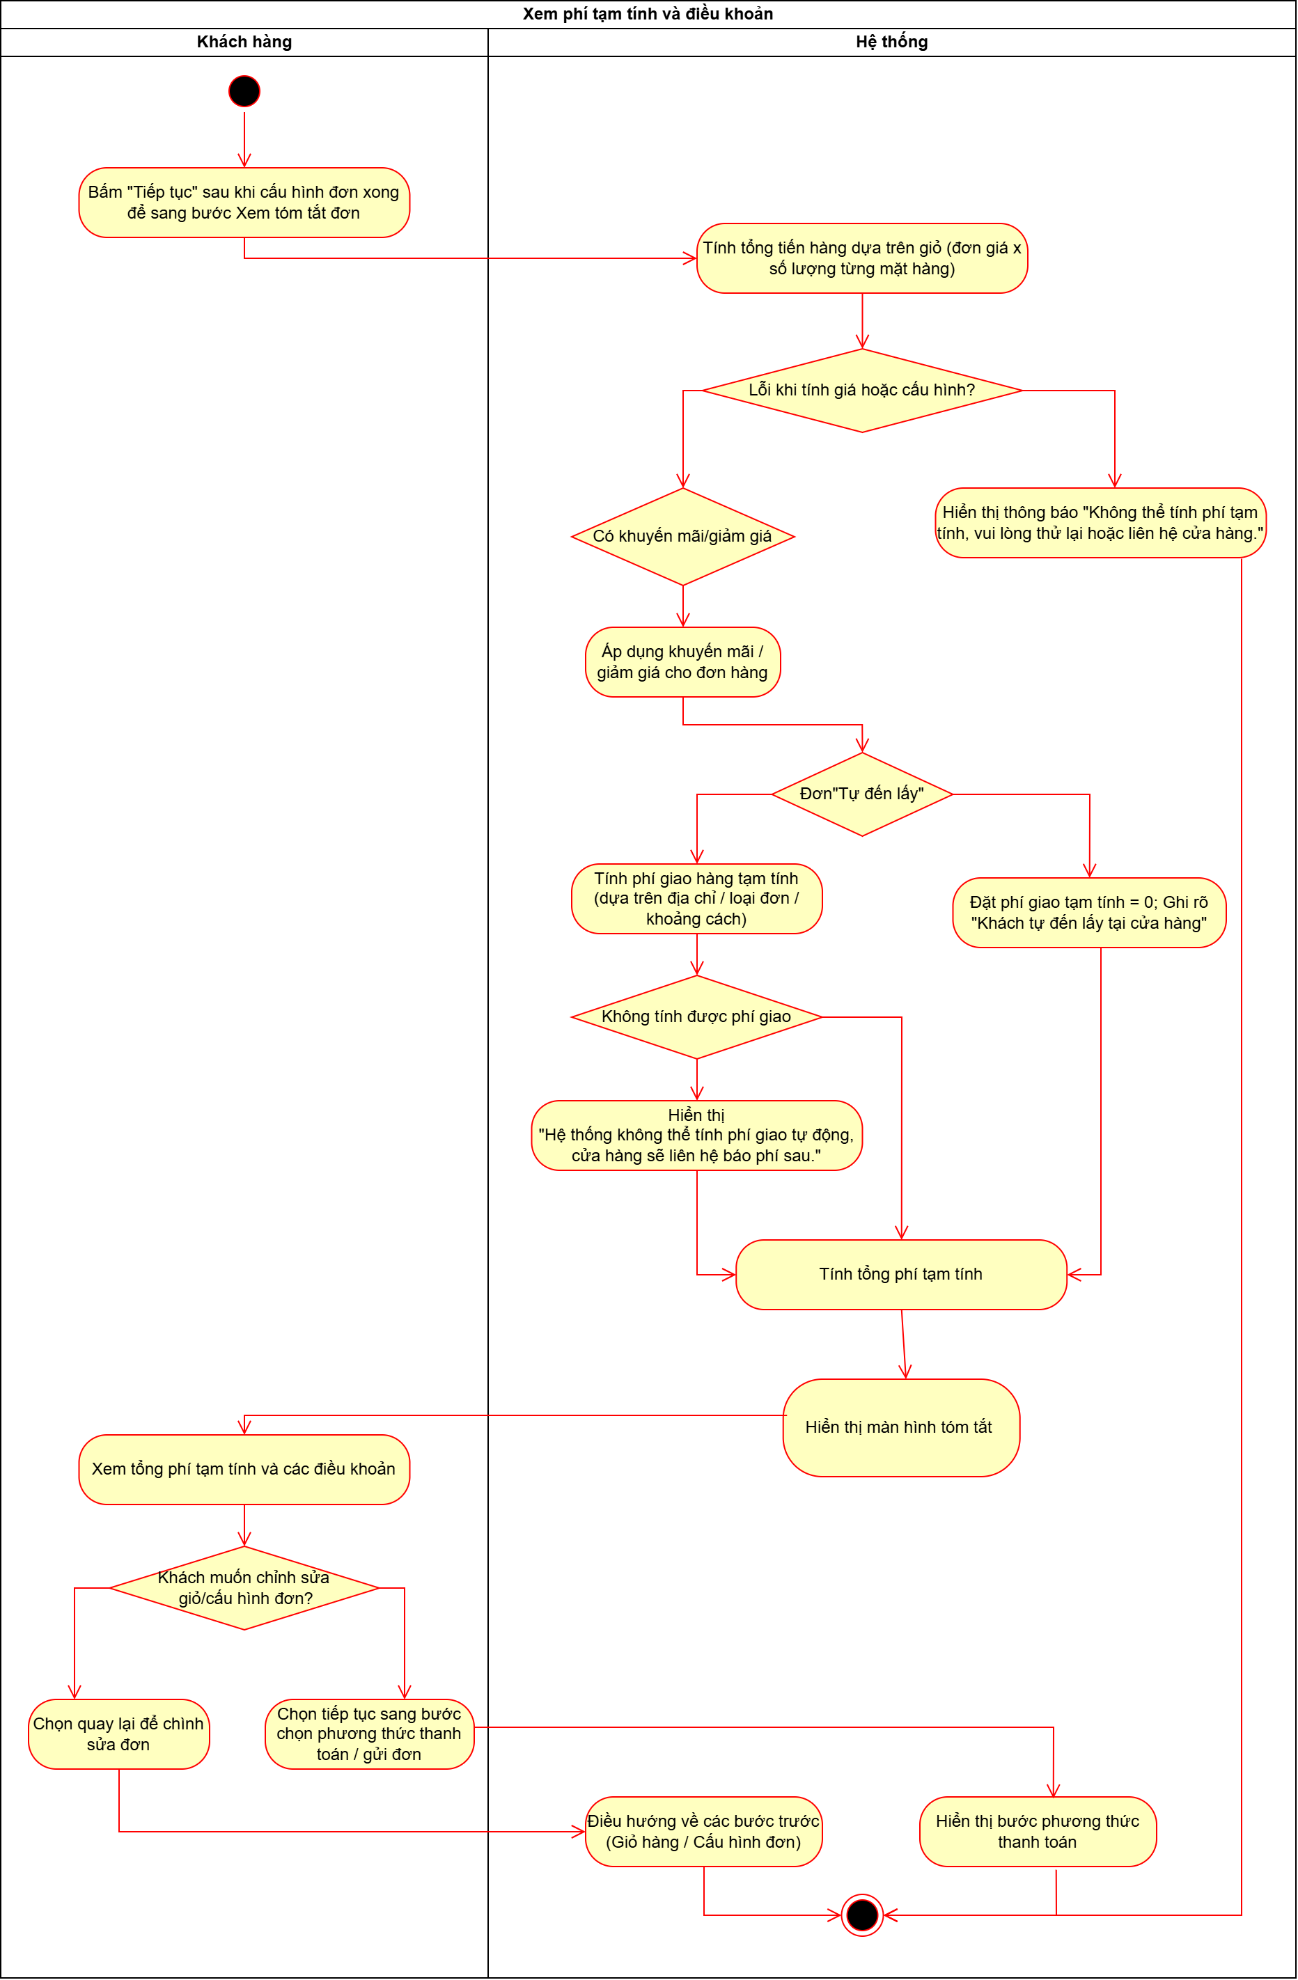 Xem phí tạm tính và điều khoản
Khách hàng
Hệ thống
Bấm "Tiếp tục" sau khi cấu hình đơn xong
để sang bước Xem tóm tắt đơn
Tính tổng tiến hàng dựa trên giỏ (đơn giá x
số lượng từng mặt hàng)
Lỗi khi tính giá hoặc cấu hình?
Có khuyến mãi/giảm giá
Hiển thị thông báo "Không thể tính phí tạm
tính, vui lòng thử lại hoặc liên hệ cửa hàng."
Áp dụng khuyến mãi /
giảm giá cho đơn hàng
Đơn"Tự đến lấy"
Tính phí giao hàng tạm tính
(dựa trên địa chỉ / loại đơn /
khoảng cách)
Đặt phí giao tạm tính = 0; Ghi rõ
"Khách tự đến lấy tại cửa hàng"
Không tính được phí giao
Hiển thị
"Hệ thống không thể tính phí giao tự động,
cửa hàng sẽ liên hệ báo phí sau."
Tính tổng phí tạm tính
Hiển thị màn hình tóm tắt
Xem tổng phí tạm tính và các điều khoản
Khách muốn chỉnh sửa
giỏ/cấu hình đơn?
Chọn quay lại để chình
sửa đơn
Chọn tiếp tục sang bước
chọn phương thức thanh
toán / gửi đơn
Điều hướng về các bước trước
(Giỏ hàng / Cấu hình đơn)
Hiển thị bước phương thức
thanh toán